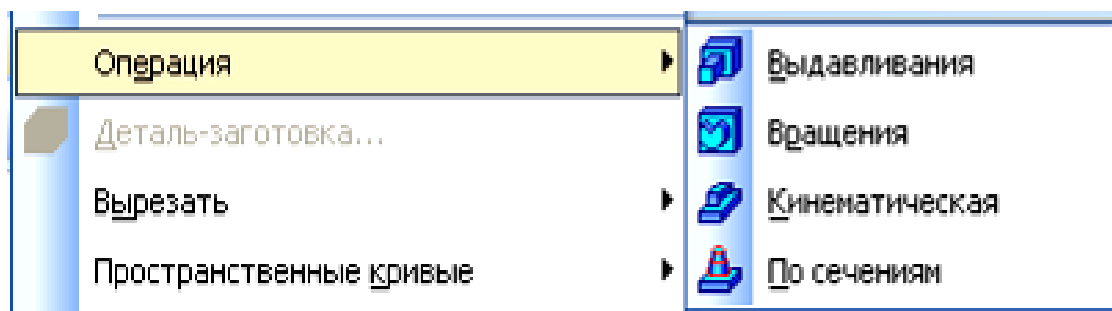 Операция
Деталь-заготовка...
Вырезать
Пространственные кривые
Выдавливания
Вращения
Кинематическая
По сечениям